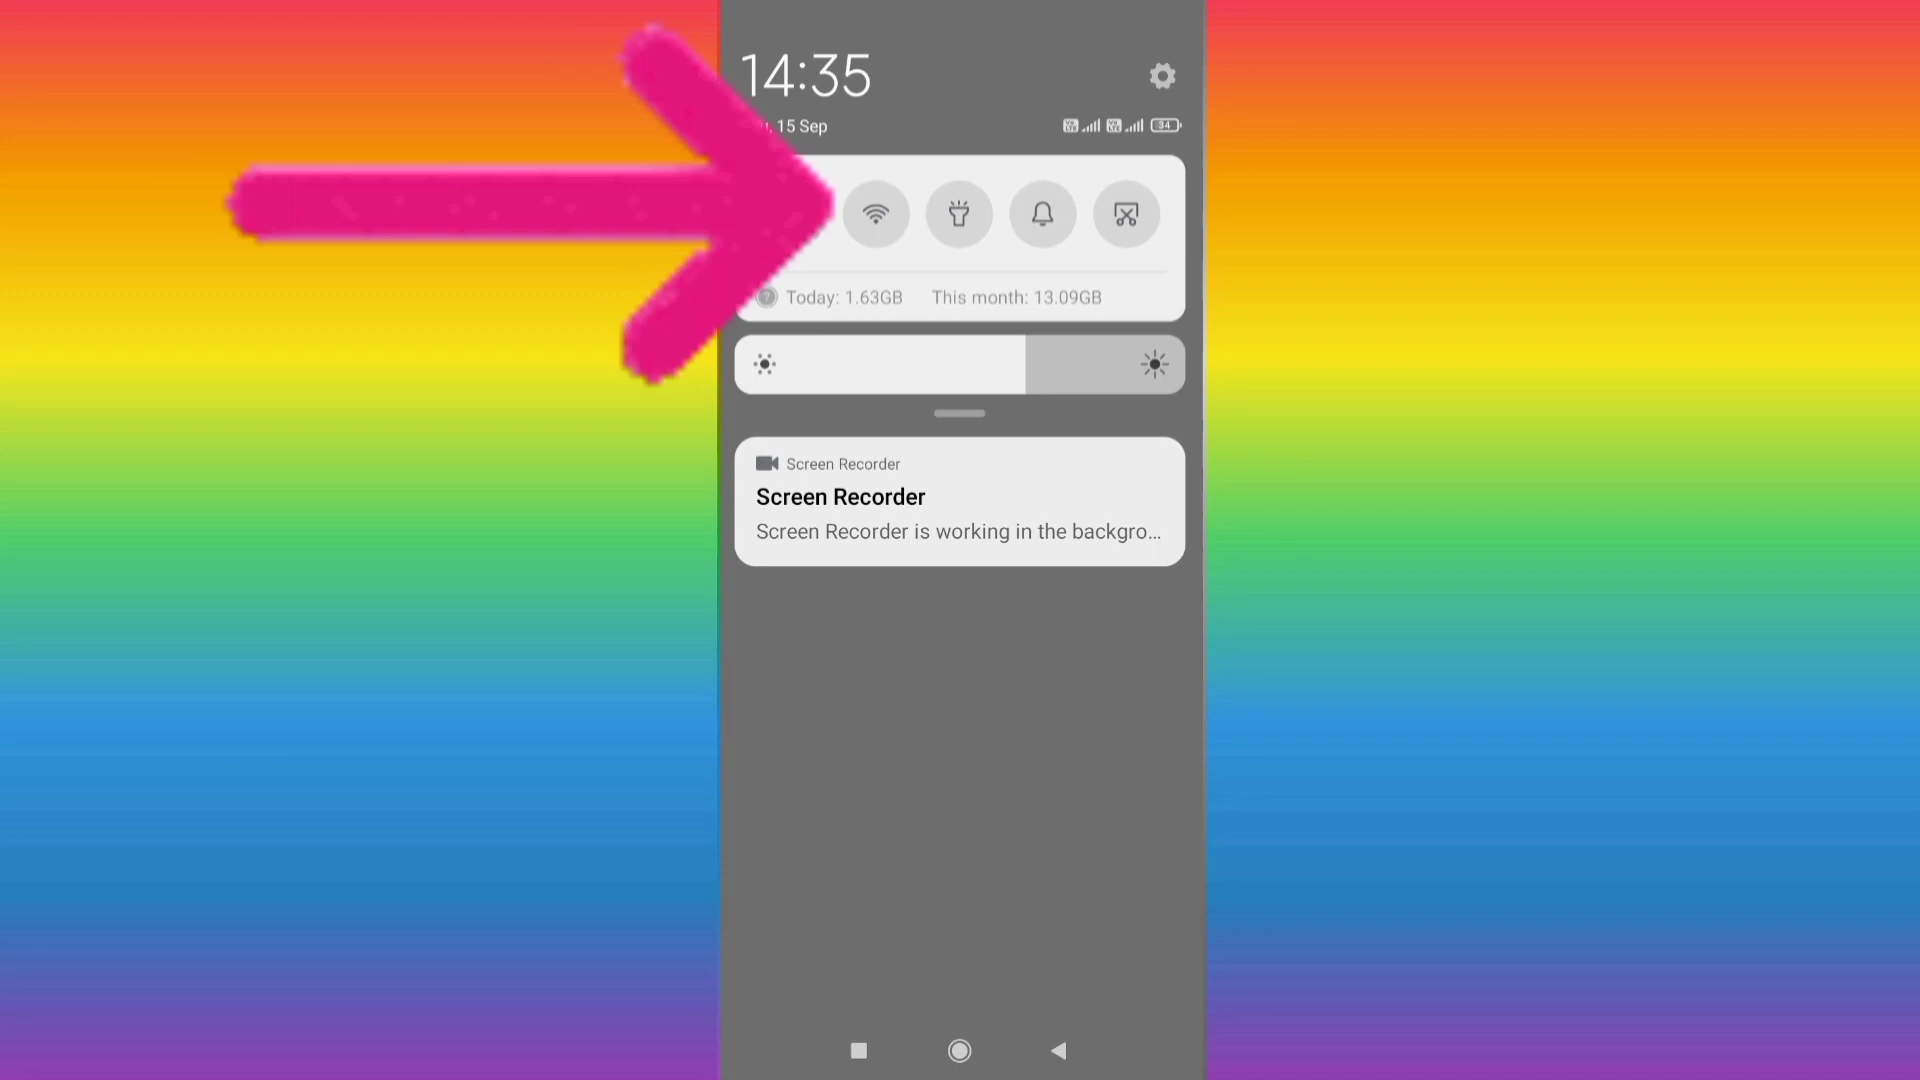 14:35
15 Sep
34
Today: 1.63GB This month: 13.09GB
Screen Recorder
Screen Recorder
Screen Recorder is working in the backgro...